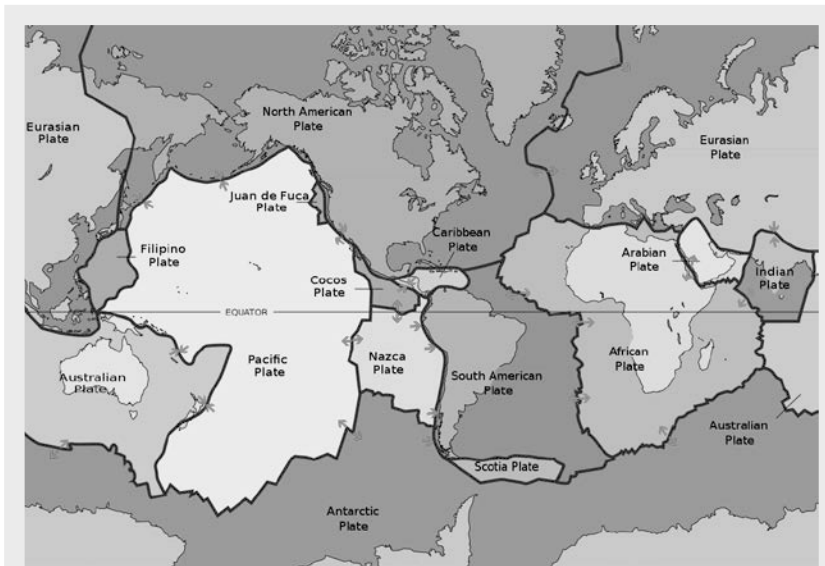 North American
Plate
Eurasian
Plate
Eurasian
Plate
Juan de Fuca
Plate
Caribbean
Plate
Filipino
Plate
Arabian
Plate
Cocos
Plate
Indian
Plate
EQUATOR
Pacific
Plate
Nazca
Plate
African
Plate
Australian
Plate
South American
Plate
Australian
Plate
Scotia Plate
Antarctic
Plate